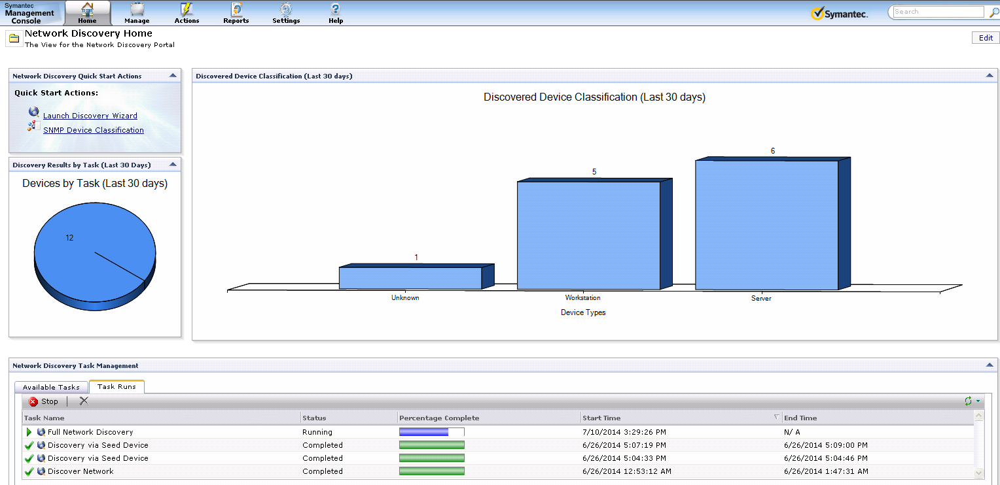 Symantec
Management
Console
Home
Manage
Actions
Reports
Settings
Help
Symantec.
Search
Network Discovery Home
The View for the Network Discovery Portal
Edit
Network Discovery Quick Start Actions
Quick Start Actions:
Launch Discovery Wizard
SNMP Device Classification
Discovery Results by Task (Last 30 Days)
Devices by Task (Last 30 days)
12
Discovered Device Classification (Last 30 days)
Discovered Device Classification (Last 30 days)
1
5
6
Unknown
Workstation
Server
Device Types
Network Discovery Task Management
Available Tasks
Task Runs
Stop
Task Name Status Percentage Complete Start Time End Time
Full Network Discovery Running 7/10/2014 3:29:26 PM N/ A
Discovery via Seed Device Completed 6/26/2014 5:07:19 PM 6/26/2014 5:09:00 PM
Discovery via Seed Device Completed 6/26/2014 5:04:33 PM 6/26/2014 5:04:46 PM
Discover Network Completed 6/26/2014 12:53:12 AM 6/26/2014 1:47:31 AM